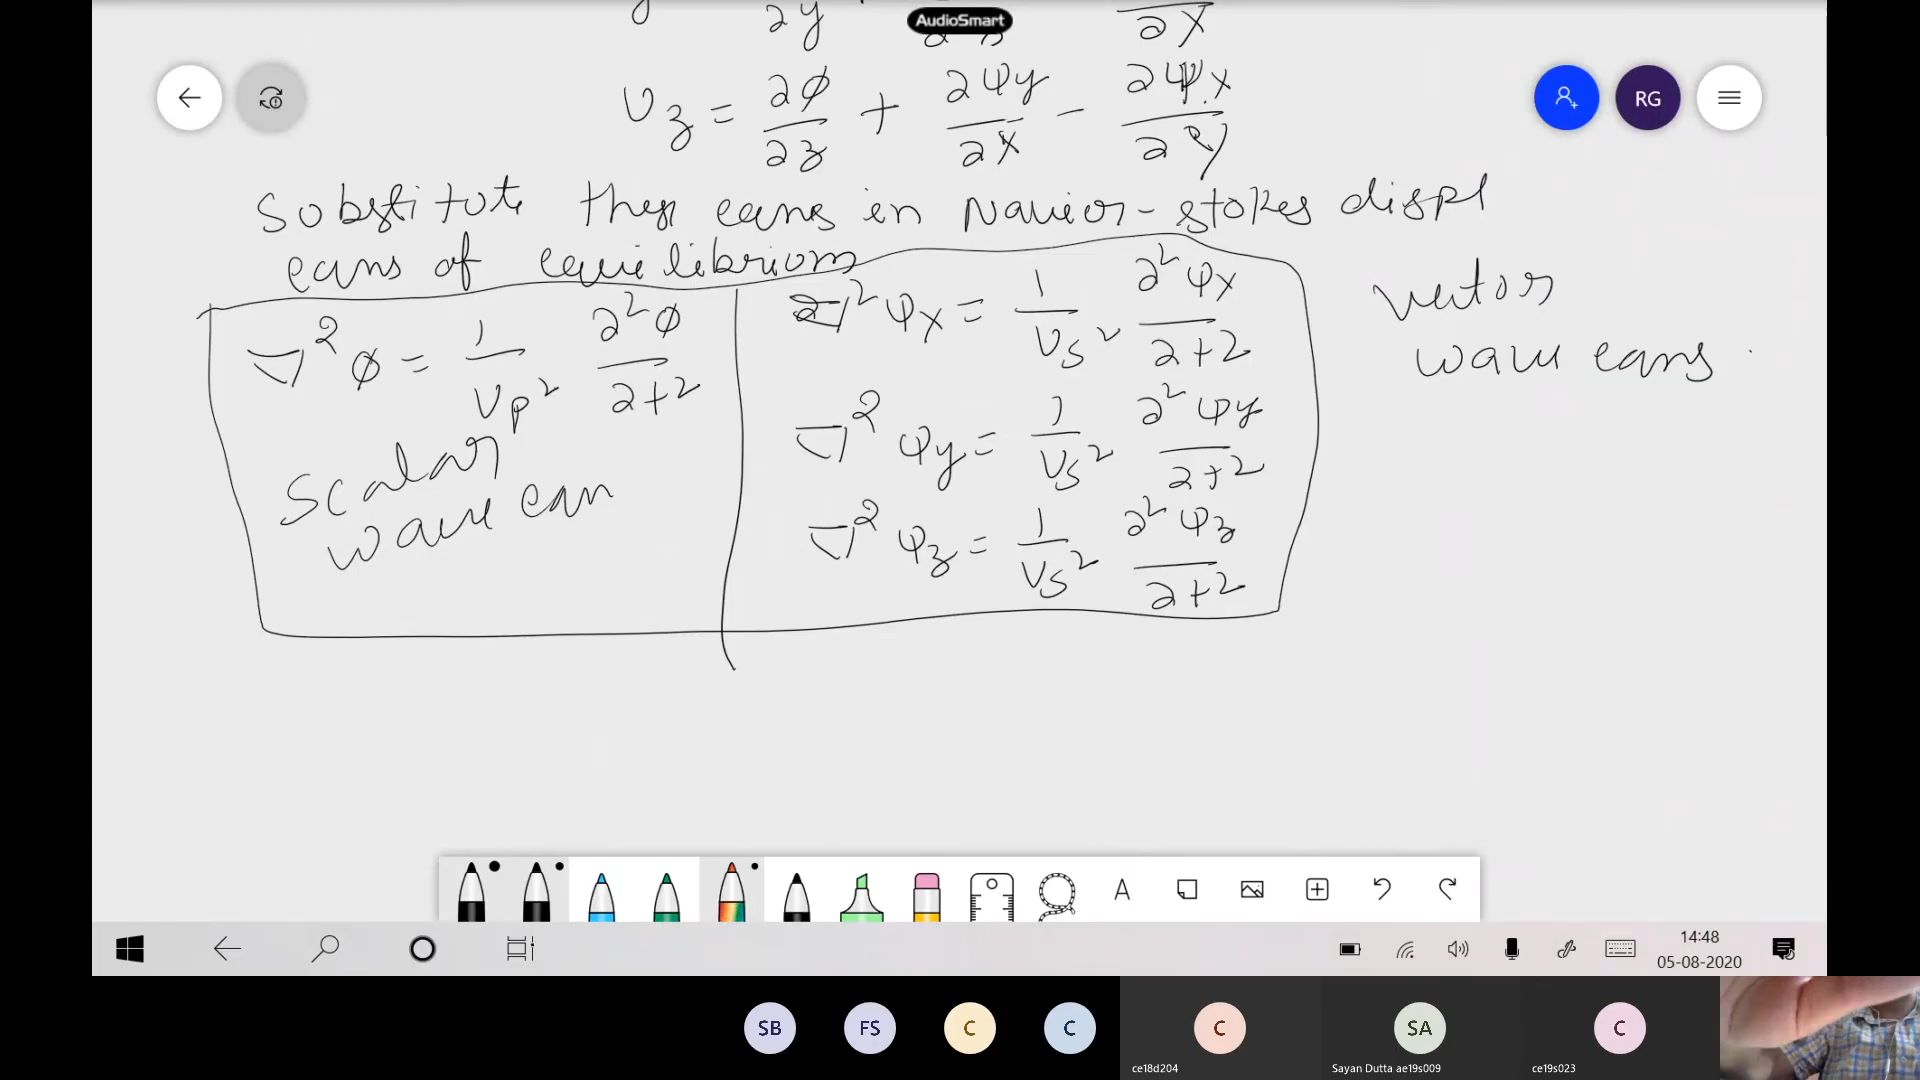 AudioSmart
∂y ∂x
RG
υz = ∂φ/∂z + ∂ψy/∂x - ∂ψx/∂y
Substitute these eqns in Navier-Stokes displ
eqns of equilibrium
∇²φ = 1/Vp² ∂²φ/∂t²
Scalar
wave eqn
∇²ψx = 1/Vs² ∂²ψx/∂t²
∇²ψy = 1/Vs² ∂²ψy/∂t²
∇²ψz = 1/Vs² ∂²ψz/∂t²
vector
wave eqns
A
14:48
05-08-2020
SB FS C C C SA C
ce18d204 Sayan Dutta ae19s009 ce19s023